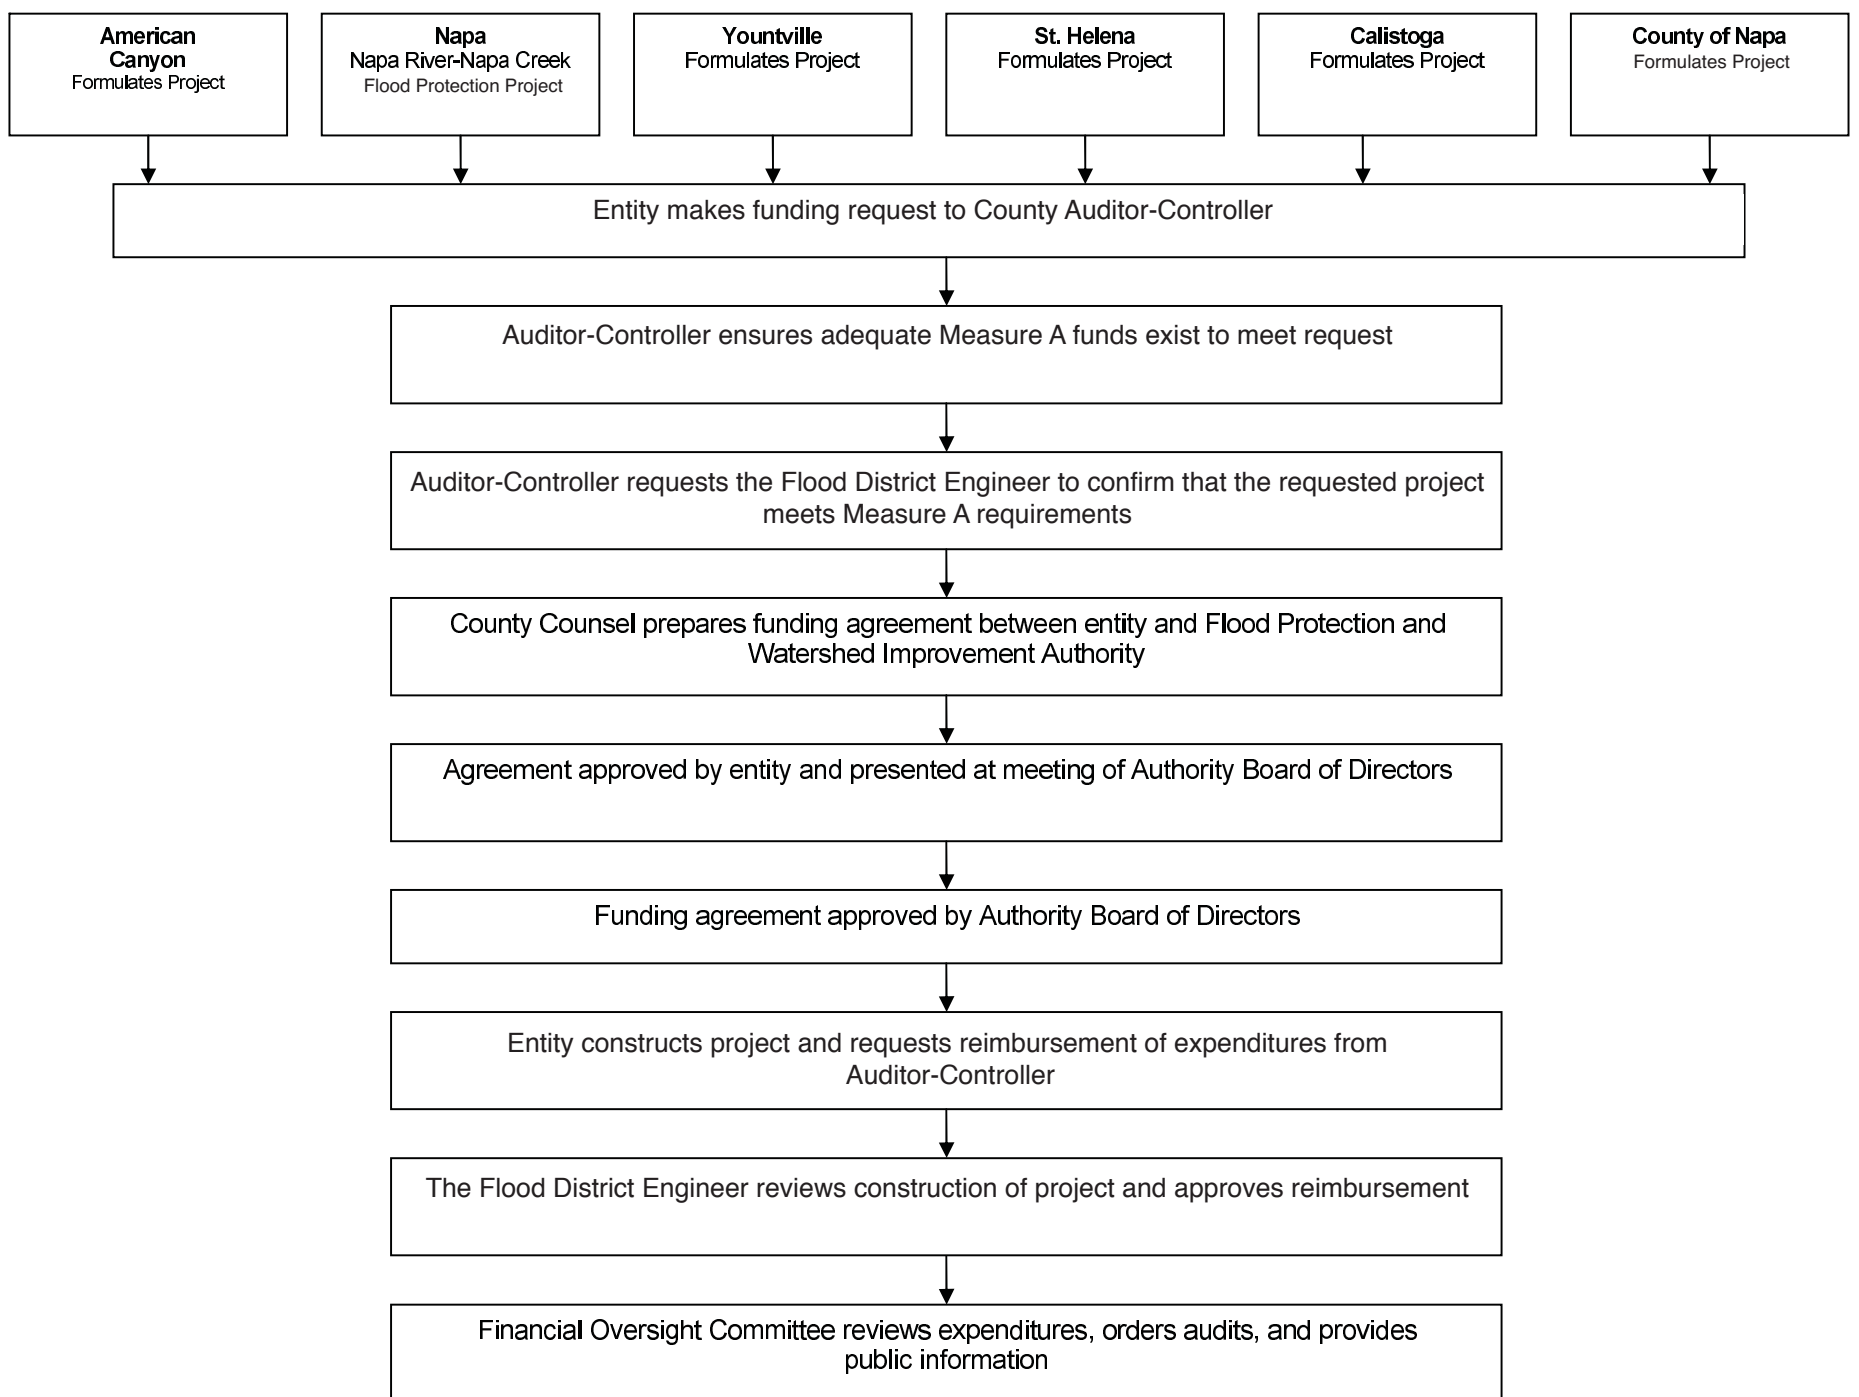 American
Canyon
Formulates Project
Napa
Napa River-Napa Creek
Flood Protection Project
Yountville
Formulates Project
St. Helena
Formulates Project
Calistoga
Formulates Project
County of Napa
Formulates Project
Entity makes funding request to County Auditor-Controller
Auditor-Controller ensures adequate Measure A funds exist to meet request
Auditor-Controller requests the Flood District Engineer to confirm that the requested project
meets Measure A requirements
County Counsel prepares funding agreement between entity and Flood Protection and
Watershed Improvement Authority
Agreement approved by entity and presented at meeting of Authority Board of Directors
Funding agreement approved by Authority Board of Directors
Entity constructs project and requests reimbursement of expenditures from
Auditor-Controller
The Flood District Engineer reviews construction of project and approves reimbursement
Financial Oversight Committee reviews expenditures, orders audits, and provides
public information